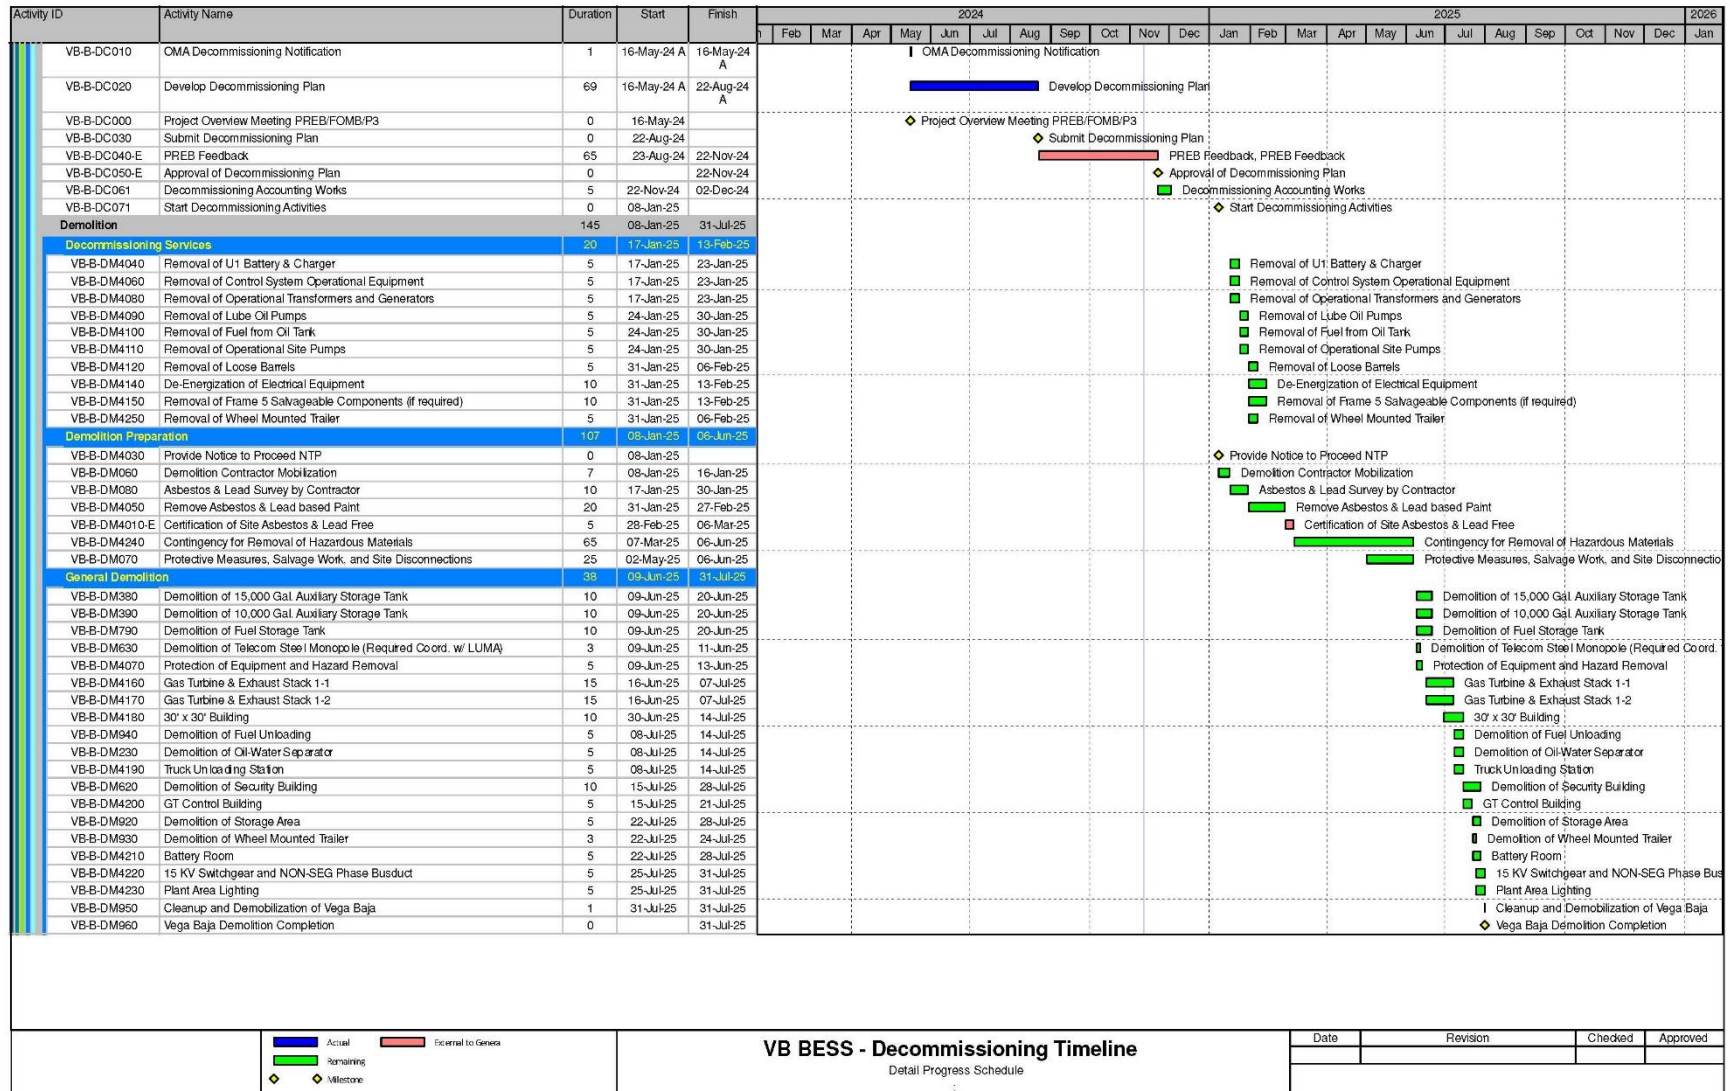 Activity ID Activity Name Duration Start Finish 2024 2025 2026
Feb Mar Apr May Jun Jul Aug Sep Oct Nov Dec Jan Feb Mar Apr May Jun Jul Aug Sep Oct Nov Dec Jan
VB-B-DC010 OMA Decommissioning Notification 1 16-May-24 A 16-May-24 A OMA Decommissioning Notification
VB-B-DC020 Develop Decommissioning Plan 69 16-May-24 A 22-Aug-24 A Develop Decommissioning Plan
VB-B-DC000 Project Overview Meeting PREB/FOMB/P3 0 16-May-24 Project Overview Meeting PREB/FOMB/P3
VB-B-DC030 Submit Decommissioning Plan 0 22-Aug-24 Submit Decommissioning Plan
VB-B-DC040-E PREB Feedback 65 23-Aug-24 22-Nov-24 PREB Feedback, PREB Feedback
VB-B-DC050-E Approval of Decommissioning Plan 0 22-Nov-24 Approval of Decommissioning Plan
VB-B-DC061 Decommissioning Accounting Works 5 22-Nov-24 02-Dec-24 Decommissioning Accounting Works
VB-B-DC071 Start Decommissioning Activities 0 08-Jan-25 Start Decommissioning Activities
Demolition 145 08-Jan-25 31-Jul-25
Decommissioning Services 20 17-Jan-25 13-Feb-25
VB-B-DM4040 Removal of U1 Battery & Charger 5 17-Jan-25 23-Jan-25 Removal of U1 Battery & Charger
VB-B-DM4060 Removal of Control System Operational Equipment 5 17-Jan-25 23-Jan-25 Removal of Control System Operational Equipment
VB-B-DM4080 Removal of Operational Transformers and Generators 5 17-Jan-25 23-Jan-25 Removal of Operational Transformers and Generators
VB-B-DM4090 Removal of Lube Oil Pumps 5 24-Jan-25 30-Jan-25 Removal of Lube Oil Pumps
VB-B-DM4100 Removal of Fuel from Oil Tank 5 24-Jan-25 30-Jan-25 Removal of Fuel from Oil Tank
VB-B-DM4110 Removal of Operational Site Pumps 5 24-Jan-25 30-Jan-25 Removal of Operational Site Pumps
VB-B-DM4120 Removal of Loose Barrels 5 31-Jan-25 06-Feb-25 Removal of Loose Barrels
VB-B-DM4140 De-Energization of Electrical Equipment 10 31-Jan-25 13-Feb-25 De-Energization of Electrical Equipment
VB-B-DM4150 Removal of Frame 5 Salvageable Components (if required) 10 31-Jan-25 13-Feb-25 Removal of Frame 5 Salvageable Components (if required)
VB-B-DM4250 Removal of Wheel Mounted Trailer 5 31-Jan-25 06-Feb-25 Removal of Wheel Mounted Trailer
Demolition Preparation 107 08-Jan-25 06-Jun-25
VB-B-DM4030 Provide Notice to Proceed NTP 0 08-Jan-25 Provide Notice to Proceed NTP
VB-B-DM060 Demolition Contractor Mobilization 7 08-Jan-25 16-Jan-25 Demolition Contractor Mobilization
VB-B-DM080 Asbestos & Lead Survey by Contractor 10 17-Jan-25 30-Jan-25 Asbestos & Lead Survey by Contractor
VB-B-DM4050 Remove Asbestos & Lead based Paint 20 31-Jan-25 27-Feb-25 Remove Asbestos & Lead based Paint
VB-B-DM4010-E Certification of Site Asbestos & Lead Free 5 28-Feb-25 06-Mar-25 Certification of Site Asbestos & Lead Free
VB-B-DM4240 Contingency for Removal of Hazardous Materials 65 07-Mar-25 06-Jun-25 Contingency for Removal of Hazardous Materials
VB-B-DM070 Protective Measures, Salvage Work, and Site Disconnections 25 02-May-25 06-Jun-25 Protective Measures, Salvage Work, and Site Disconnectio
General Demolition 38 09-Jun-25 31-Jul-25
VB-B-DM380 Demolition of 15,000 Gal. Auxiliary Storage Tank 10 09-Jun-25 20-Jun-25 Demolition of 15,000 Gal. Auxiliary Storage Tank
VB-B-DM390 Demolition of 10,000 Gal. Auxiliary Storage Tank 10 09-Jun-25 20-Jun-25 Demolition of 10,000 Gal. Auxiliary Storage Tank
VB-B-DM790 Demolition of Fuel Storage Tank 10 09-Jun-25 20-Jun-25 Demolition of Fuel Storage Tank
VB-B-DM630 Demolition of Telecom Steel Monopole (Required Coord. w/ LUMA) 3 09-Jun-25 11-Jun-25 Demolition of Telecom Steel Monopole (Required Coord.
VB-B-DM4070 Protection of Equipment and Hazard Removal 5 09-Jun-25 13-Jun-25 Protection of Equipment and Hazard Removal
VB-B-DM4160 Gas Turbine & Exhaust Stack 1-1 15 16-Jun-25 07-Jul-25 Gas Turbine & Exhaust Stack 1-1
VB-B-DM4170 Gas Turbine & Exhaust Stack 1-2 15 16-Jun-25 07-Jul-25 Gas Turbine & Exhaust Stack 1-2
VB-B-DM4180 30' x 30' Building 10 30-Jun-25 14-Jul-25 30' x 30' Building
VB-B-DM940 Demolition of Fuel Unloading 5 08-Jul-25 14-Jul-25 Demolition of Fuel Unloading
VB-B-DM230 Demolition of Oil-Water Separator 5 08-Jul-25 14-Jul-25 Demolition of Oil-Water Separator
VB-B-DM4190 Truck Unloading Station 5 08-Jul-25 14-Jul-25 Truck Unloading Station
VB-B-DM620 Demolition of Security Building 10 15-Jul-25 28-Jul-25 Demolition of Security Building
VB-B-DM4200 GT Control Building 5 15-Jul-25 21-Jul-25 GT Control Building
VB-B-DM920 Demolition of Storage Area 5 22-Jul-25 28-Jul-25 Demolition of Storage Area
VB-B-DM930 Demolition of Wheel Mounted Trailer 3 22-Jul-25 24-Jul-25 Demolition of Wheel Mounted Trailer
VB-B-DM4210 Battery Room 5 22-Jul-25 28-Jul-25 Battery Room
VB-B-DM4220 15 KV Switchgear and NON-SEG Phase Busduct 5 25-Jul-25 31-Jul-25 15 KV Switchgear and NON-SEG Phase Bus
VB-B-DM4230 Plant Area Lighting 5 25-Jul-25 31-Jul-25 Plant Area Lighting
VB-B-DM950 Cleanup and Demobilization of Vega Baja 1 31-Jul-25 31-Jul-25 Cleanup and Demobilization of Vega Baja
VB-B-DM960 Vega Baja Demolition Completion 0 31-Jul-25 Vega Baja Demolition Completion
Actual External to Genera
Remaining
Milestone
VB BESS - Decommissioning Timeline
Detail Progress Schedule
Date Revision Checked Approved